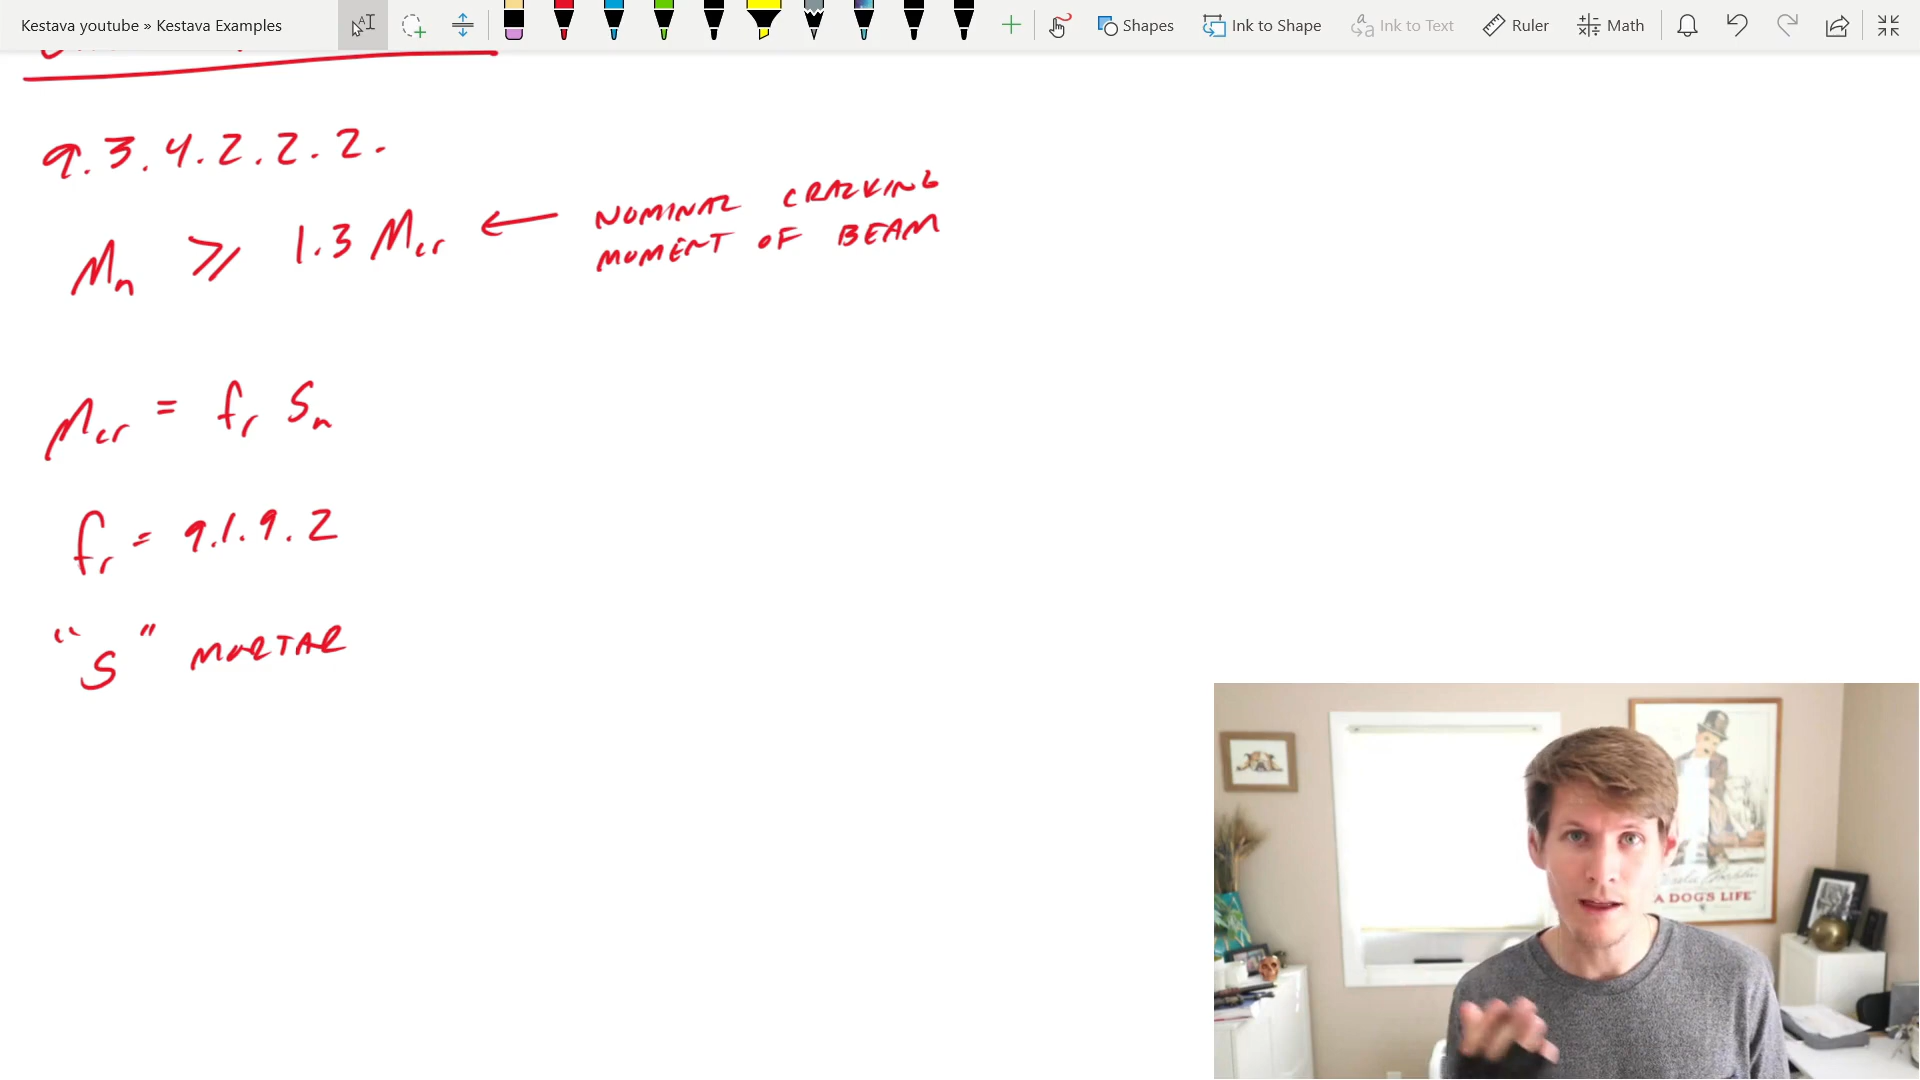 Kestava youtube » Kestava Examples
Shapes
Ink to Shape
Ink to Text
Ruler
Math
9.3.4.2.2.2.
Mn ⩾ 1.3 Mcr ← NOMINAL CRACKING
MOMENT OF BEAM
Mcr = fr Sn
fr = 9.1.9.2
"S" MORTAR
A DOG'S LIFE